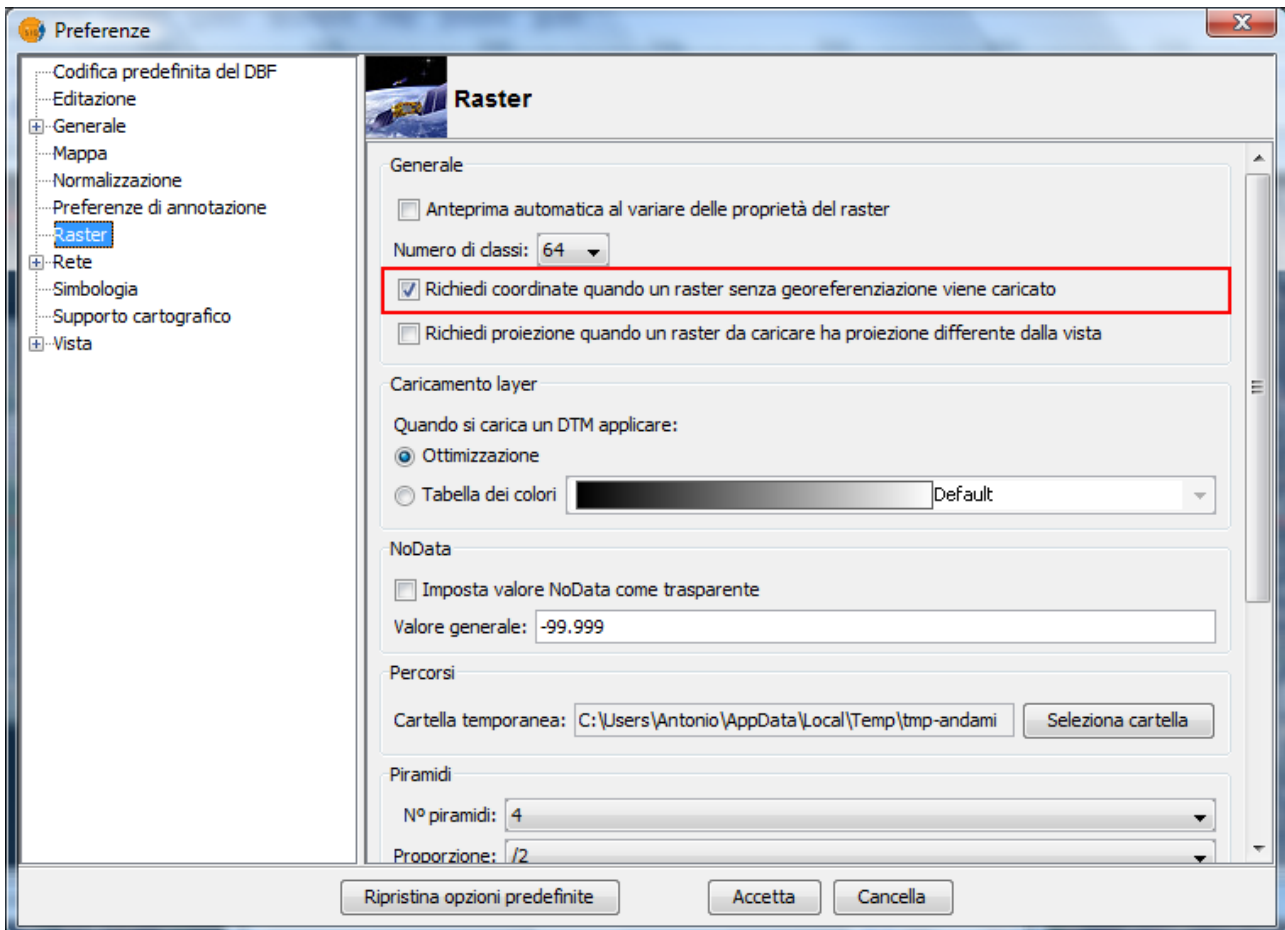 Preferenze
Codifica predefinita del DBF
Editazione
Generale
Mappa
Normalizzazione
Preferenze di annotazione
Raster
Rete
Simbologia
Supporto cartografico
Vista
Raster
Generale
Anteprima automatica al variare delle proprietà del raster
Numero di classi: 64
Richiedi coordinate quando un raster senza georeferenziazione viene caricato
Richiedi proiezione quando un raster da caricare ha proiezione differente dalla vista
Caricamento layer
Quando si carica un DTM applicare:
Ottimizzazione
Tabella dei colori Default
NoData
Imposta valore NoData come trasparente
Valore generale: -99.999
Percorsi
Cartella temporanea: C:\Users\Antonio\AppData\Local\Temp\tmp-andami Seleziona cartella
Piramidi
Nº piramidi: 4
Proporzione: /2
Ripristina opzioni predefinite Accetta Cancella